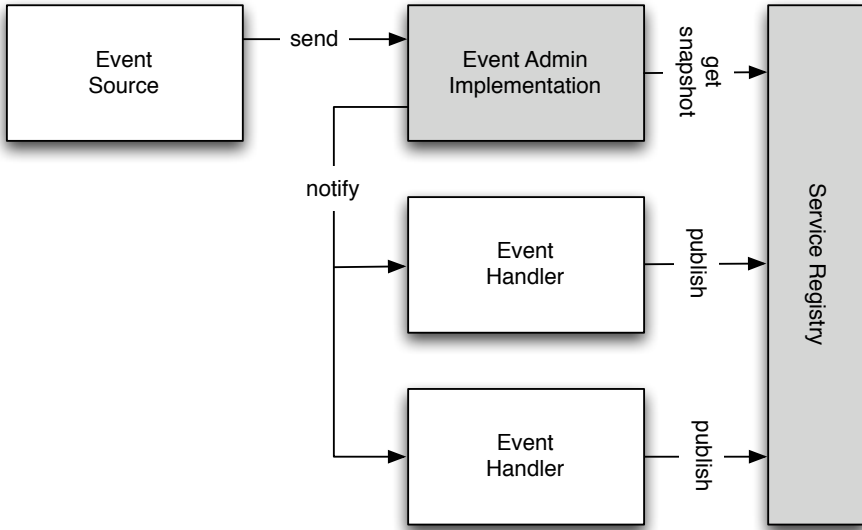 Event
Source
send
Event Admin
Implementation
get
snapshot
notify
Event
Handler
publish
Event
Handler
publish
Service Registry